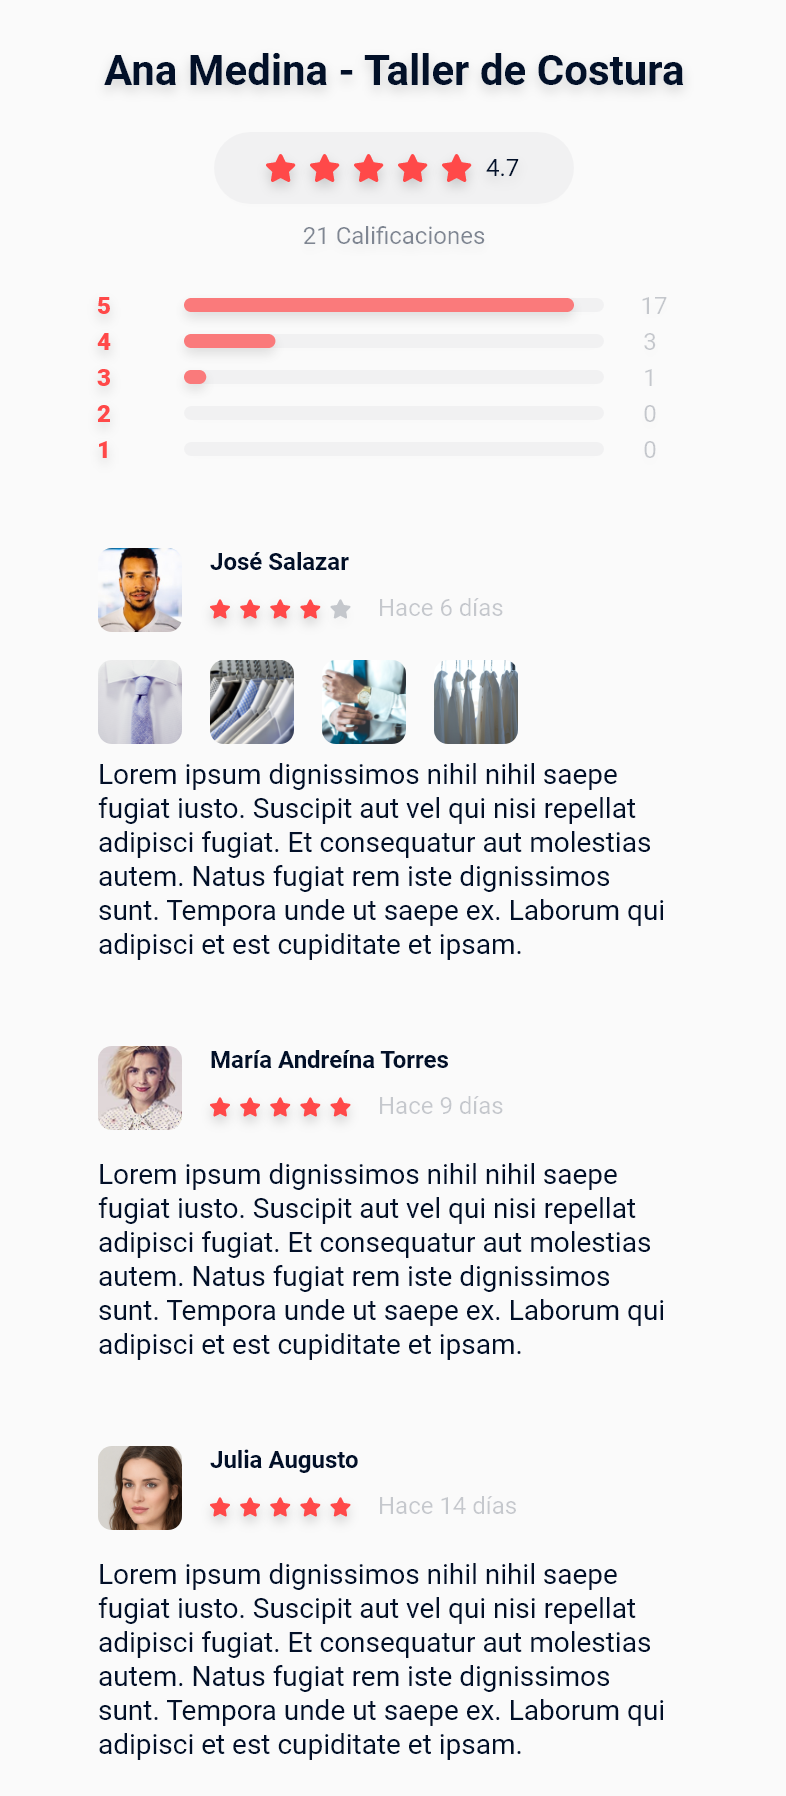 Ana Medina - Taller de Costura
4.7
21 Calificaciones
5 17
4 3
3 1
2 0
1 0
José Salazar
Hace 6 días
Lorem ipsum dignissimos nihil nihil saepe
fugiat iusto. Suscipit aut vel qui nisi repellat
adipisci fugiat. Et consequatur aut molestias
autem. Natus fugiat rem iste dignissimos
sunt. Tempora unde ut saepe ex. Laborum qui
adipisci et est cupiditate et ipsam.
María Andreína Torres
Hace 9 días
Lorem ipsum dignissimos nihil nihil saepe
fugiat iusto. Suscipit aut vel qui nisi repellat
adipisci fugiat. Et consequatur aut molestias
autem. Natus fugiat rem iste dignissimos
sunt. Tempora unde ut saepe ex. Laborum qui
adipisci et est cupiditate et ipsam.
Julia Augusto
Hace 14 días
Lorem ipsum dignissimos nihil nihil saepe
fugiat iusto. Suscipit aut vel qui nisi repellat
adipisci fugiat. Et consequatur aut molestias
autem. Natus fugiat rem iste dignissimos
sunt. Tempora unde ut saepe ex. Laborum qui
adipisci et est cupiditate et ipsam.